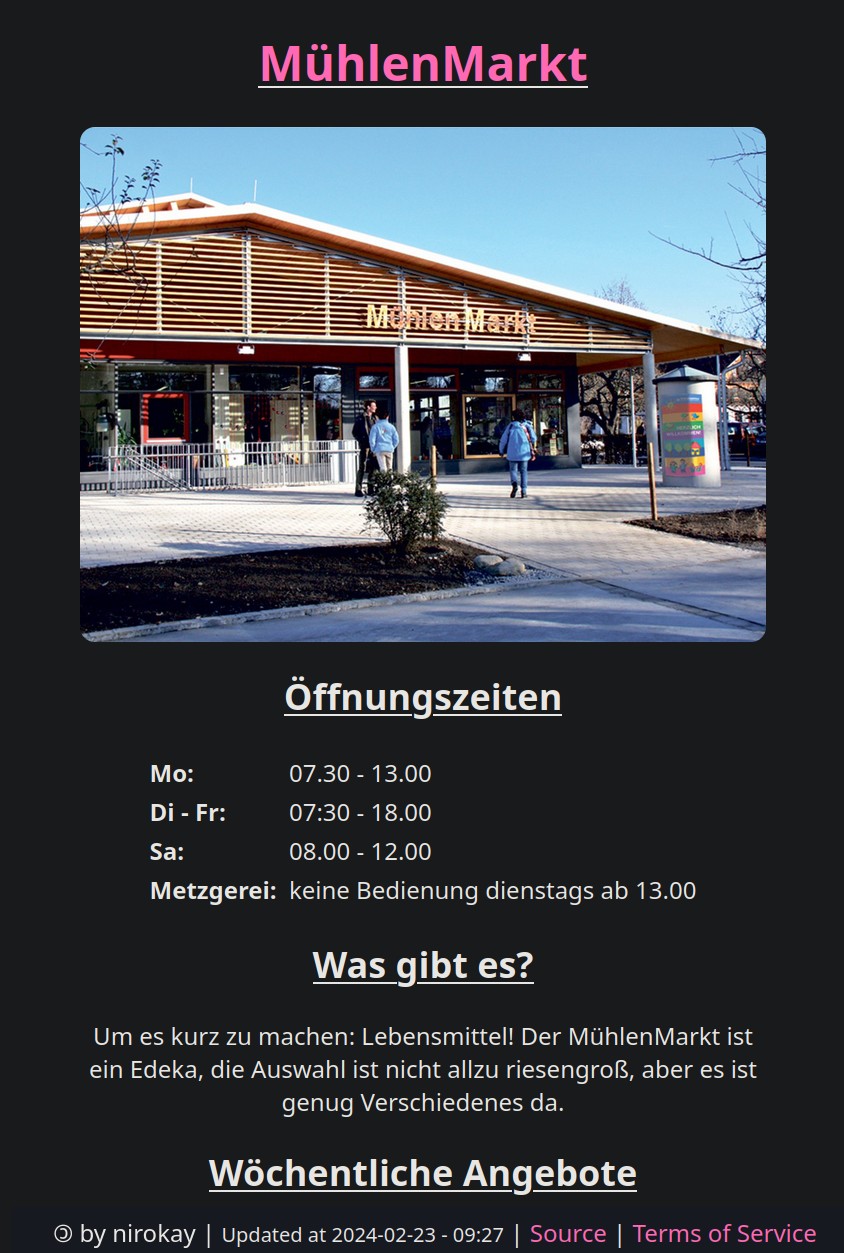 MühlenMarkt
MühlenMarkt
HERZLICH
WILLKOMMEN
Öffnungszeiten
Mo: 07.30 - 13.00
Di - Fr: 07:30 - 18.00
Sa: 08.00 - 12.00
Metzgerei: keine Bedienung dienstags ab 13.00
Was gibt es?
Um es kurz zu machen: Lebensmittel! Der MühlenMarkt ist
ein Edeka, die Auswahl ist nicht allzu riesengroß, aber es ist
genug Verschiedenes da.
Wöchentliche Angebote
🄯 by nirokay | Updated at 2024-02-23 - 09:27 | Source | Terms of Service